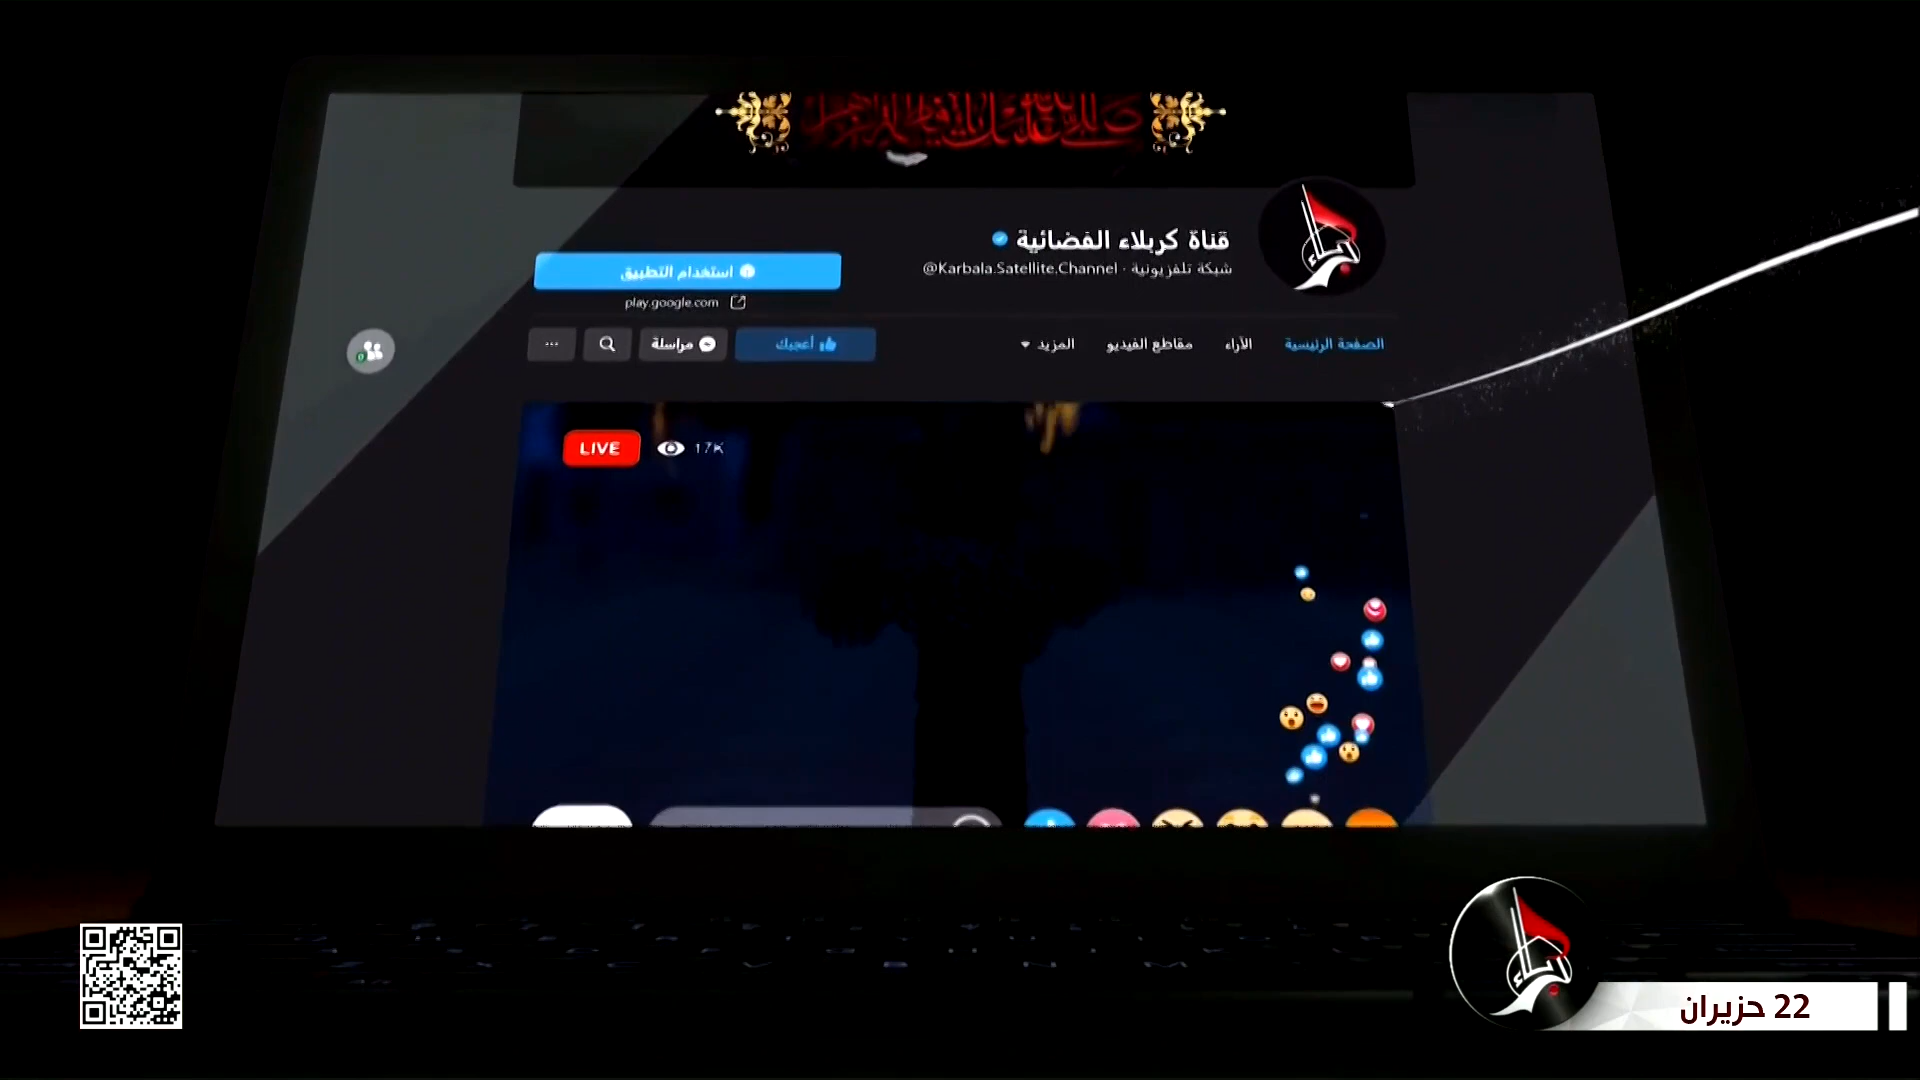 قناة كربلاء الفضائية
شبكة تلفزيونية · @Karbala.Satellite.Channel
استخدام التطبيق
play.google.com
الصفحة الرئيسية
الآراء
مقاطع الفيديو
المزيد
أعجبك
مراسلة
LIVE
17K
كربلاء
22 حزيران